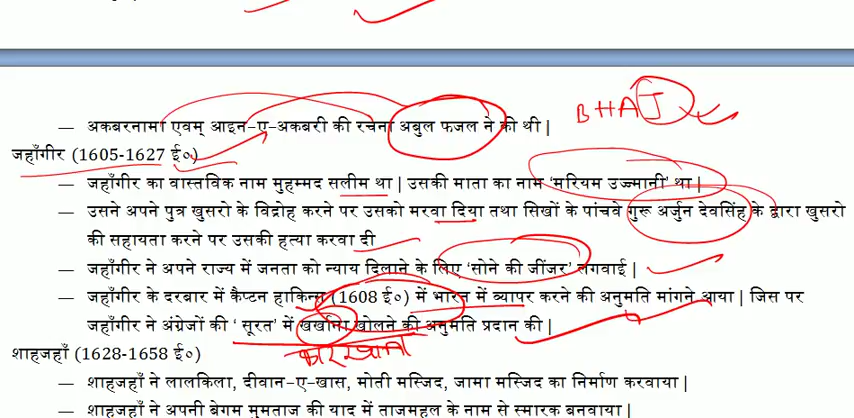 BHAJ
– अकबरनामा एवम् आइन-ए-अकबरी की रचना अबुल फजल ने की थी |
जहाँगीर (1605-1627 ई०)
– जहाँगीर का वास्तविक नाम मुहम्मद सलीम था | उसकी माता का नाम 'मरियम उज्मानी' था |
– उसने अपने पुत्र खुसरो के विद्रोह करने पर उसको मरवा दिया तथा सिखों के पांचवे गुरू अर्जुन देवसिंह के द्वारा खुसरो
की सहायता करने पर उसकी हत्या करवा दी
– जहाँगीर ने अपने राज्य में जनता को न्याय दिलाने के लिए 'सोने की जींजर' लगवाई |
– जहाँगीर के दरबार में कैप्टन हाकिन्स (1608 ई०) में भारत में व्यापर करने की अनुमति मांगने आया | जिस पर
जहाँगीर ने अंग्रेजों की ' सूरत' में खर्खाना खोलने की अनुमति प्रदान की |
कारखाना
शाहजहाँ (1628-1658 ई०)
– शाहजहाँ ने लालकिला, दीवान-ए-खास, मोती मस्जिद, जामा मस्जिद का निर्माण करवाया |
– शाहजहाँ ने अपनी बेगम मुमताज की याद में ताजमहल के नाम से स्मारक बनवाया |